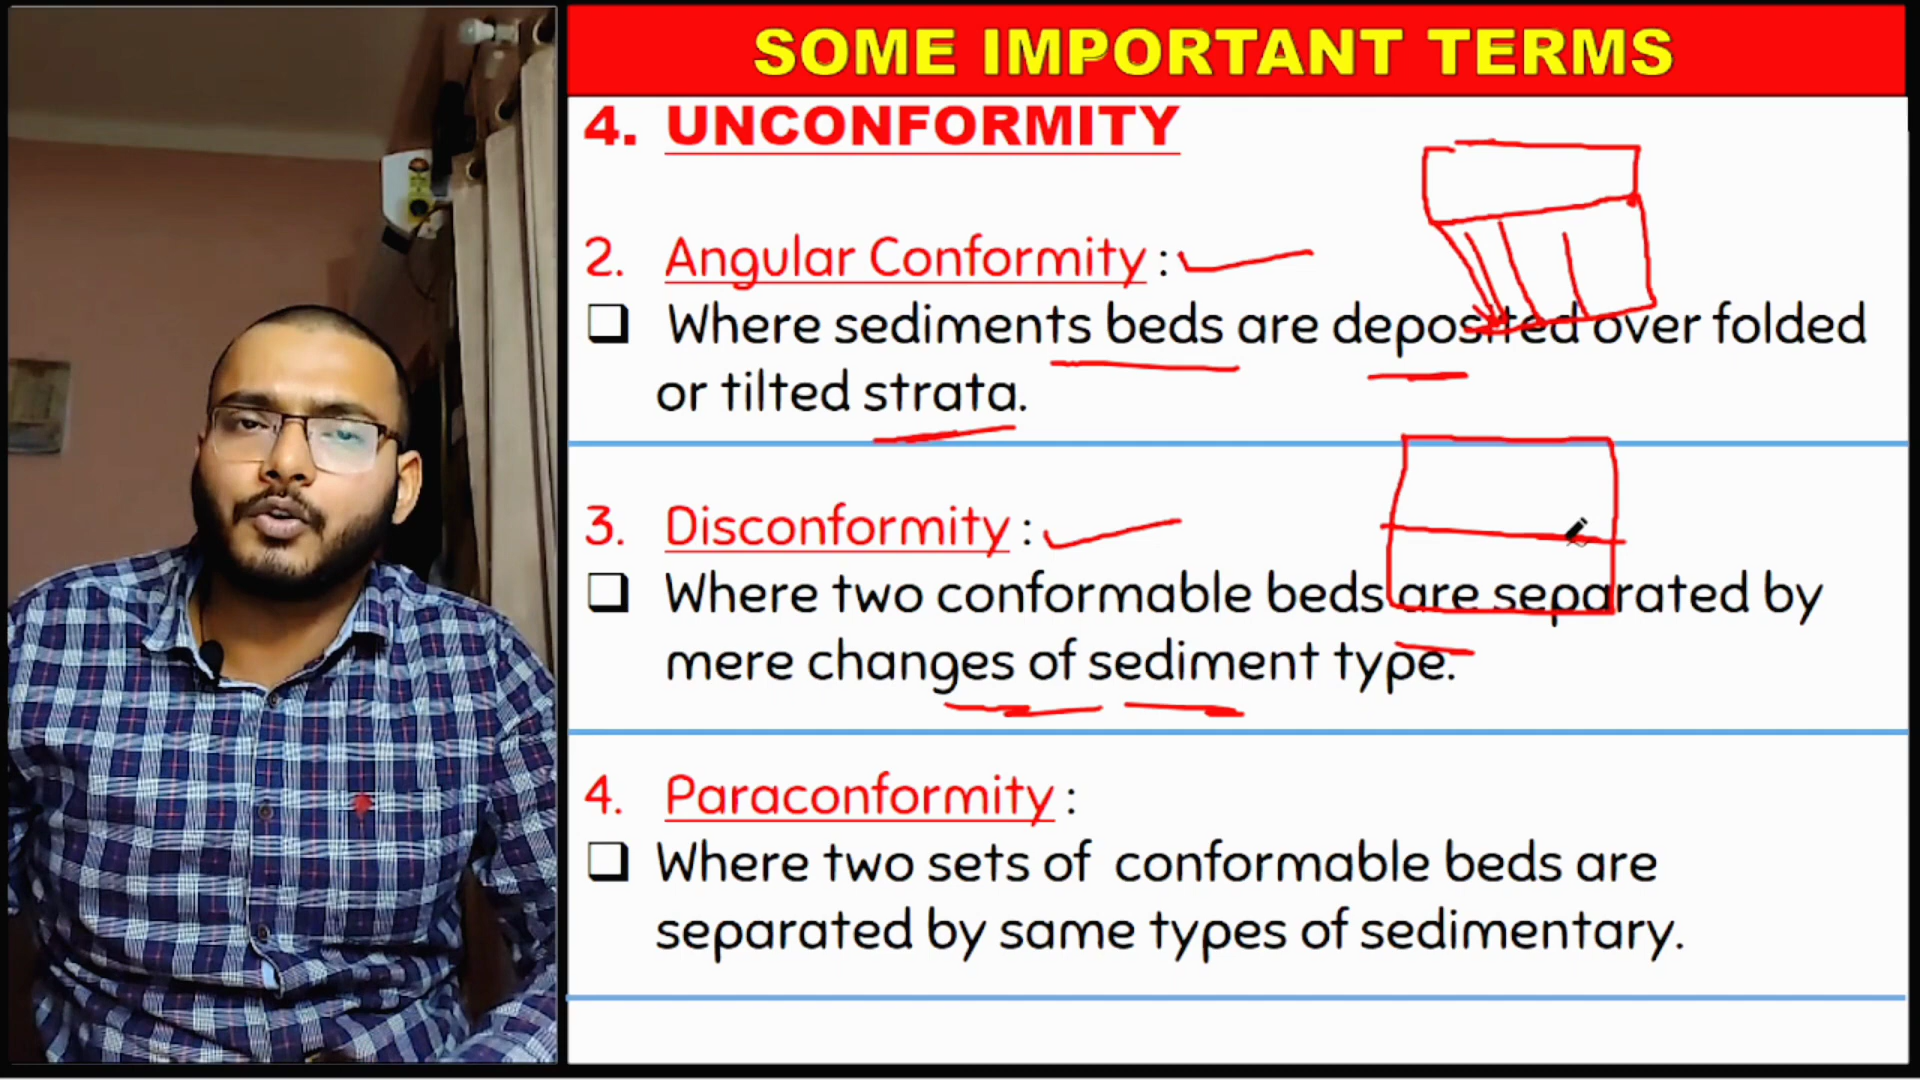 SOME IMPORTANT TERMS
4. UNCONFORMITY
2. Angular Conformity :
❑ Where sediments beds are deposited over folded
or tilted strata.
3. Disconformity :
❑ Where two conformable beds are separated by
mere changes of sediment type.
4. Paraconformity :
❑ Where two sets of conformable beds are
separated by same types of sedimentary.